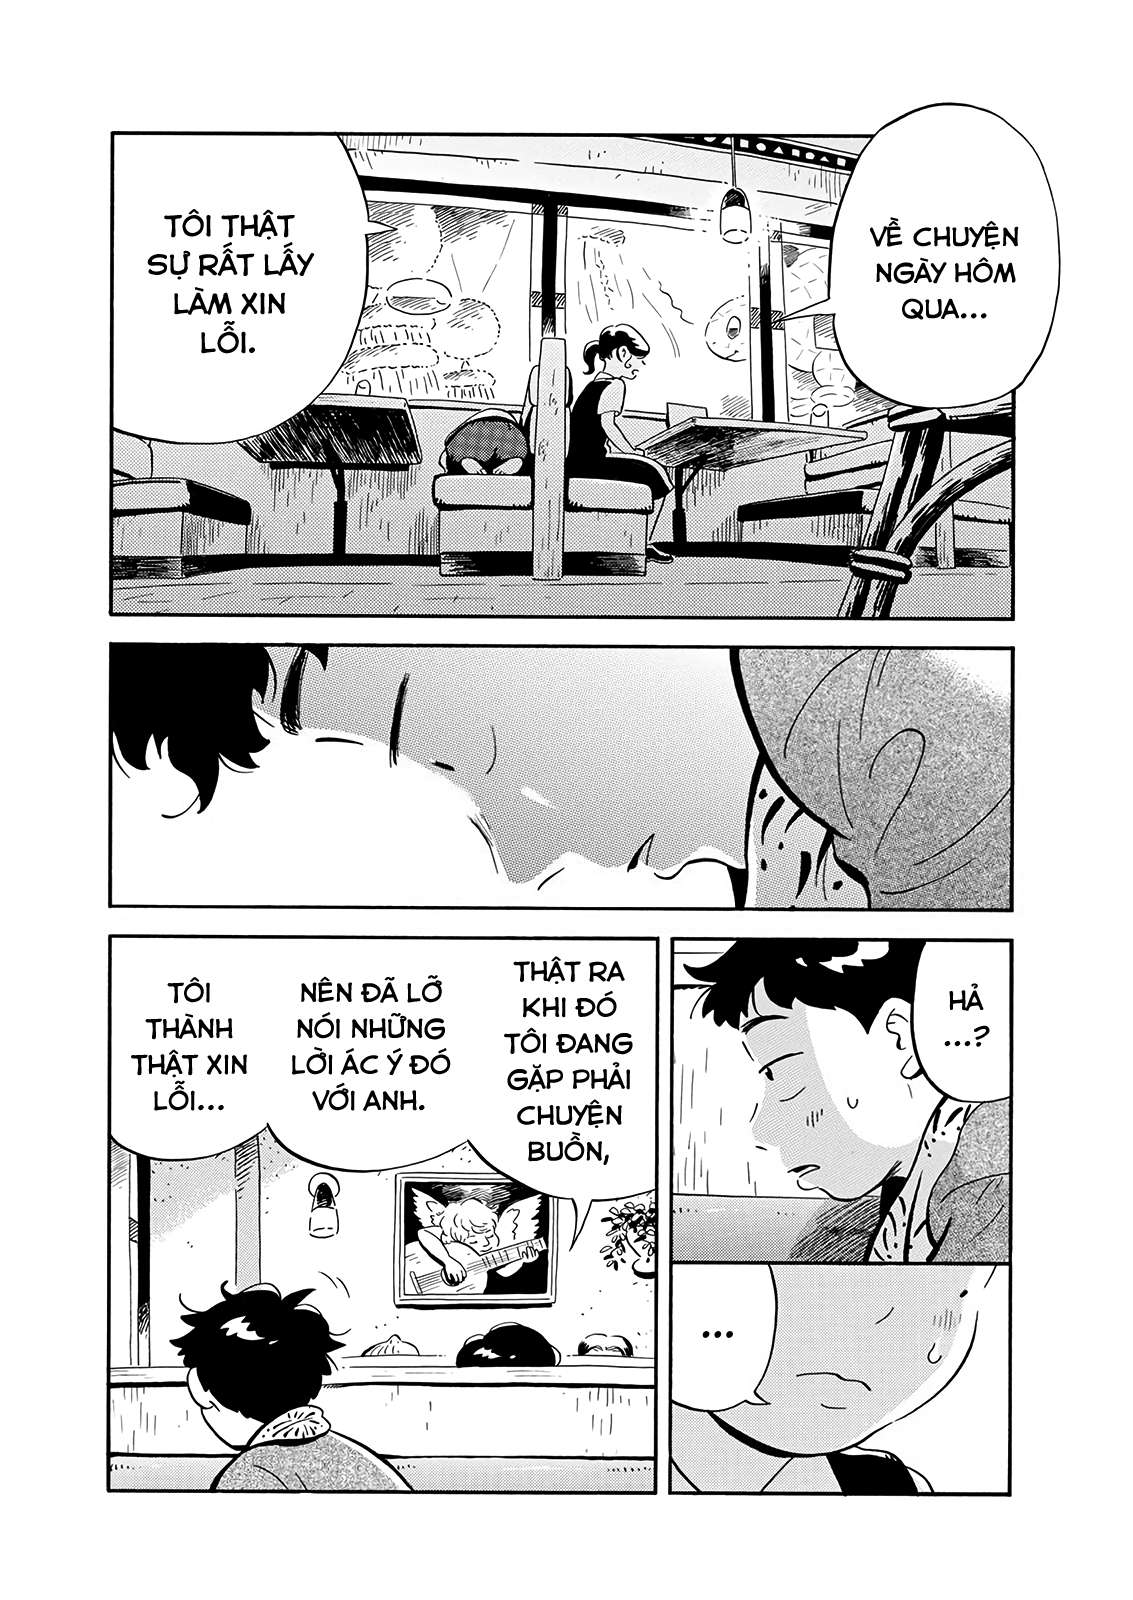 VỀ CHUYỆN
NGÀY HÔM
QUA...
TÔI THẬT
SỰ RẤT LẤY
LÀM XIN
LỖI.
HẢ
...?
...
THẬT RA
KHI ĐÓ
TÔI ĐANG
GẶP PHẢI
CHUYỆN
BUỒN,
NÊN ĐÃ LỠ
NÓI NHỮNG
LỜI ÁC Ý ĐÓ
VỚI ANH.
TÔI
THÀNH
THẬT XIN
LỖI...